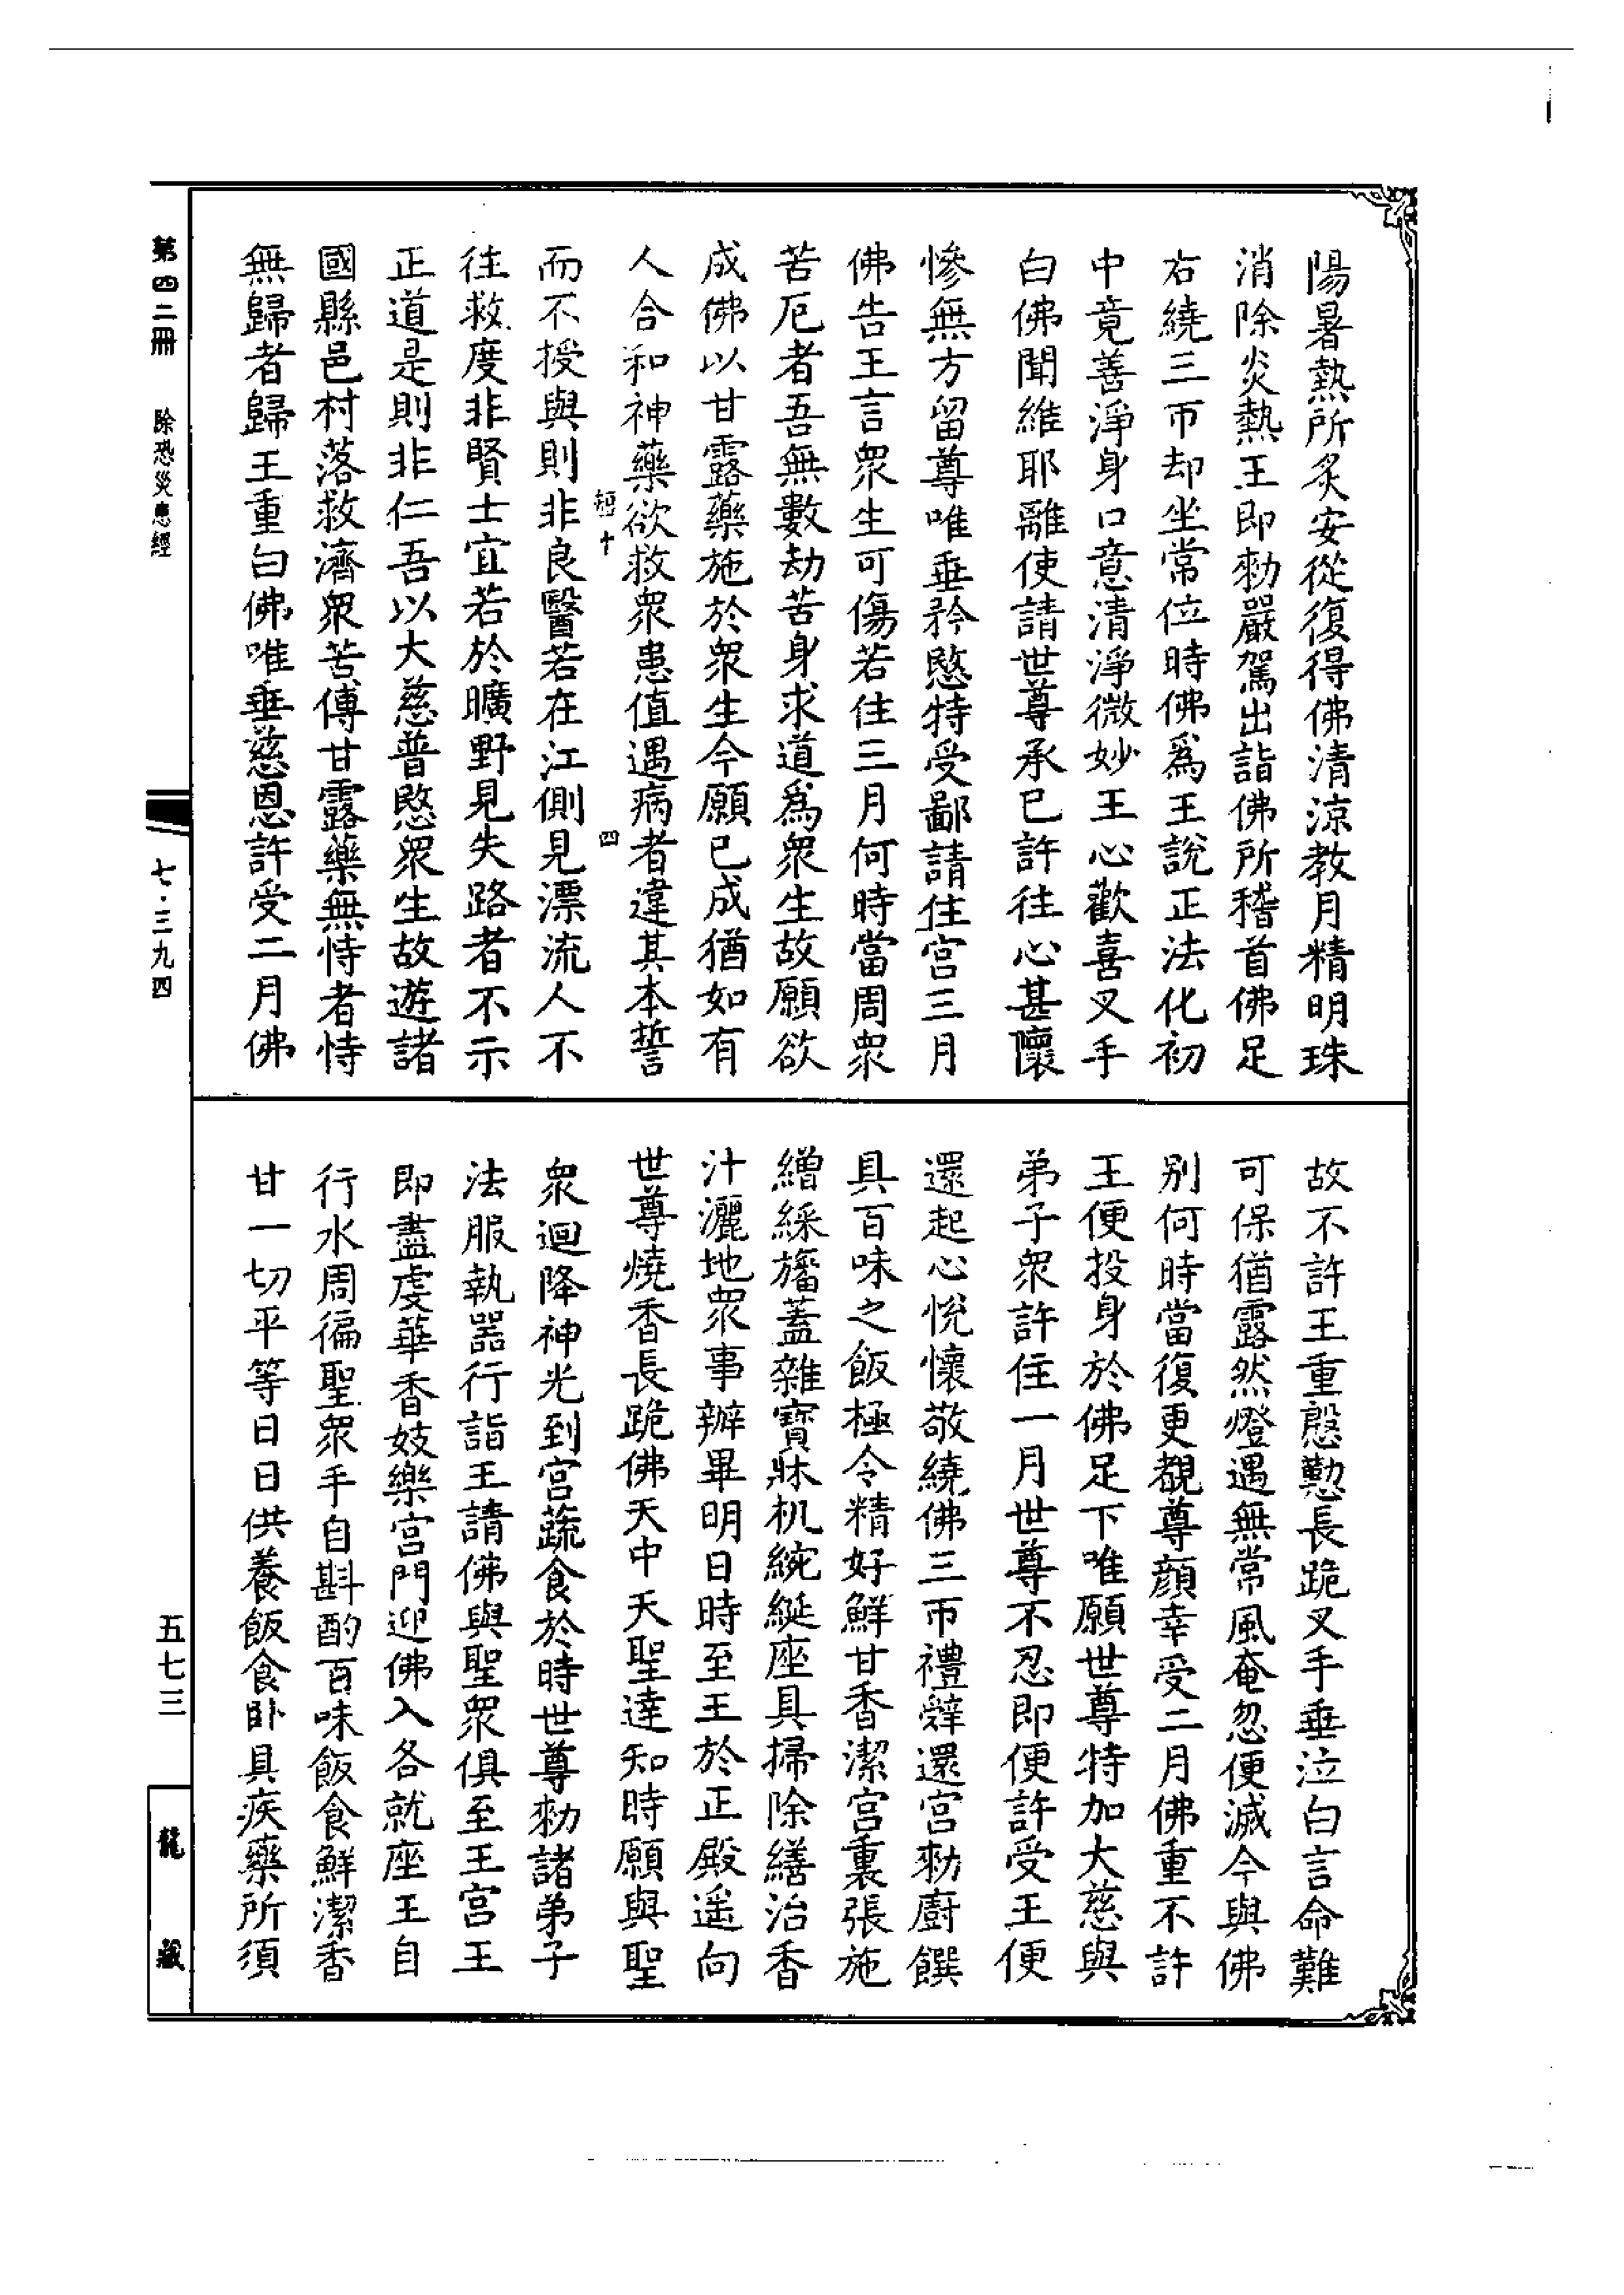 陽暑熱所炙安從復得佛清涼教月精明珠
消除炎熱王即勑嚴駕出詣佛所稽首佛足
右繞三帀却坐常位時佛爲王說正法化初
中竟善淨身口意清淨微妙王心歡喜叉手
白佛聞維耶離使請世尊承已許往心甚懷
慘無方留尊唯垂矜愍特受鄙請住宫三月
佛告王言衆生可傷若住三月何時當周衆
苦厄者吾無數劫苦身求道爲衆生故願欲
成佛以甘露藥施於衆生今願已成猶如有
人合和神藥欲救衆患值遇病者違其本誓
短十 四
而不授與則非良醫若在江側見漂流人不
往救度非賢士宜若於曠野見失路者不示
正道是則非仁吾以大慈普愍衆生故遊諸
國縣邑村落救濟衆苦傳甘露藥無恃者恃
無歸者歸王重白佛唯垂慈恩許受二月佛
故不許王重慇懃長跪叉手垂泣白言命難
可保猶露然燈遇無常風奄忽便滅今與佛
別何時當復更覩尊顔幸受二月佛重不許
王便投身於佛足下唯願世尊特加大慈與
弟子衆許住一月世尊不忍即便許受王便
還起心悅懷敬繞佛三帀禮辤還宫勑廚饌
具百味之飯極令精好鮮甘香潔宫裏張施
繒綵旛蓋雜寶牀机綩綖座具掃除繕治香
汁灑地衆事辦畢明日時至王於正殿遥向
世尊燒香長跪佛天中天聖達知時願與聖
衆迴降神光到宫蔬食於時世尊勑諸弟子
法服執器行詣王請佛與聖衆俱至王宫王
即盡虔華香妓樂宫門迎佛入各就座王自
行水周徧聖衆手自斟酌百味飯食鮮潔香
甘一切平等日日供養飯食卧具疾藥所須
第四二冊 除恐災患經
七·三九四
五七三
龍藏